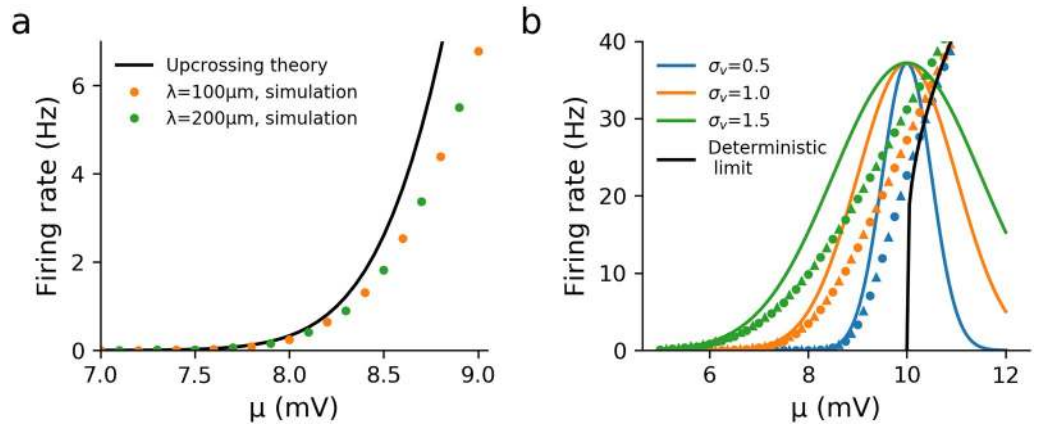 a
Firing rate (Hz)
6
4
2
0
7.0
7.5
8.0
8.5
9.0
μ (mV)
Upcrossing theory
λ=100μm, simulation
λ=200μm, simulation
b
Firing rate (Hz)
40
30
20
10
0
6
8
10
12
μ (mV)
σv=0.5
σv=1.0
σv=1.5
Deterministic
limit